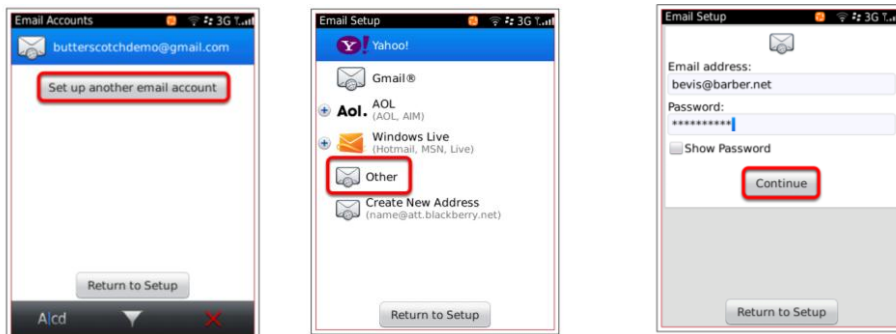 Email Accounts 3G
butterscotchdemo@gmail.com
Set up another email account
Return to Setup
A|cd
Email Setup 3G
Y! Yahoo!
Gmail®
Aol. AOL
(AOL, AIM)
Windows Live
(Hotmail, MSN, Live)
Other
Create New Address
(name@att.blackberry.net)
Return to Setup
Email Setup 3G
Email address:
bevis@barber.net
Password:
**********
Show Password
Continue
Return to Setup